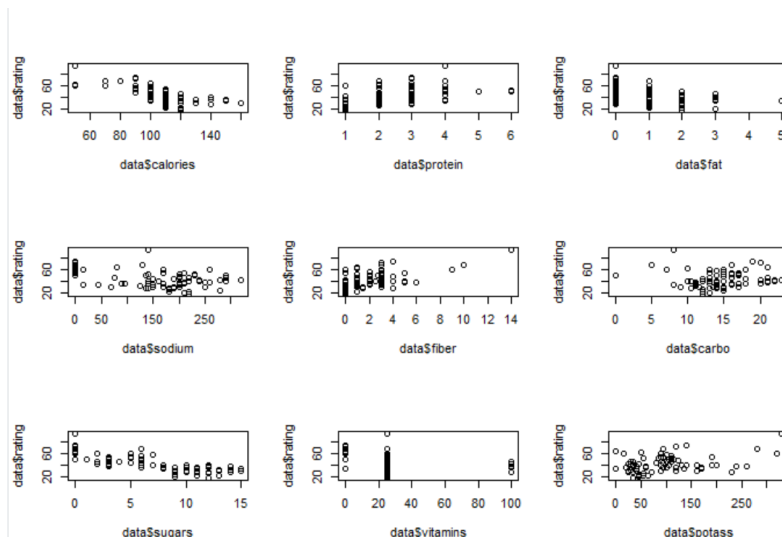 data$rating
20 60
60 80 100 140
data$calories
data$rating
20 60
1 2 3 4 5 6
data$protein
data$rating
20 60
0 1 2 3 4 5
data$fat
data$rating
20 60
0 50 150 250
data$sodium
data$rating
20 60
0 2 4 6 8 10 12 14
data$fiber
data$rating
20 60
0 5 10 15 20
data$carbo
data$rating
20 60
0 5 10 15
data$sugars
data$rating
20 60
0 20 40 60 80 100
data$vitamins
data$rating
20 60
0 50 150 250
data$potass